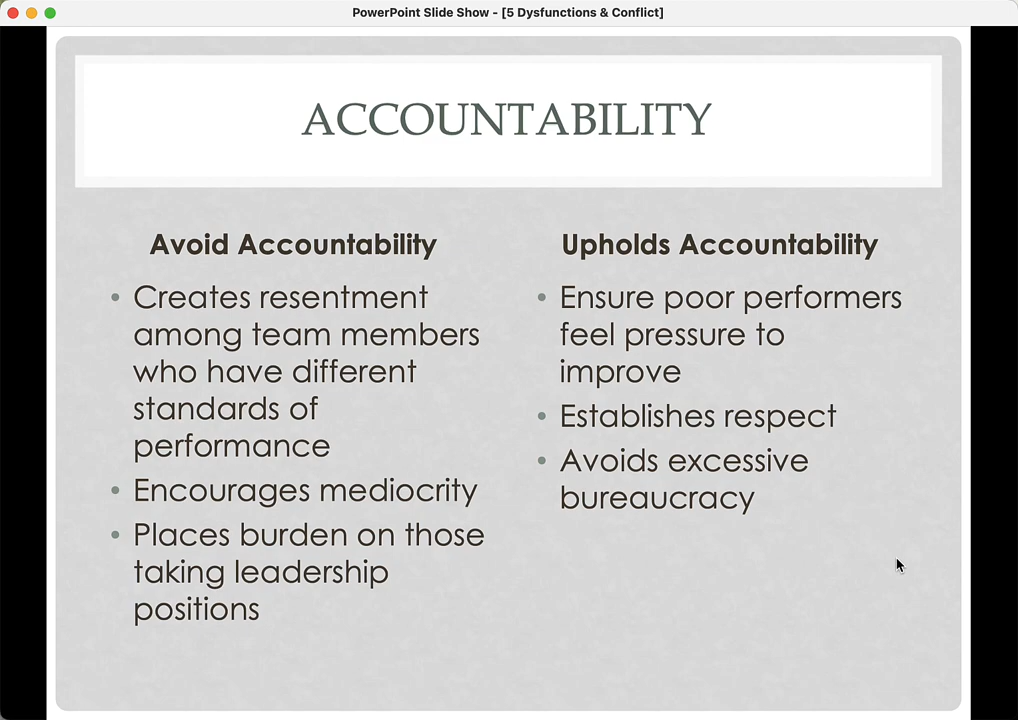 PowerPoint Slide Show - [5 Dysfunctions & Conflict]
ACCOUNTABILITY
Avoid Accountability
• Creates resentment
among team members
who have different
standards of
performance
• Encourages mediocrity
• Places burden on those
taking leadership
positions
Upholds Accountability
• Ensure poor performers
feel pressure to
improve
• Establishes respect
• Avoids excessive
bureaucracy